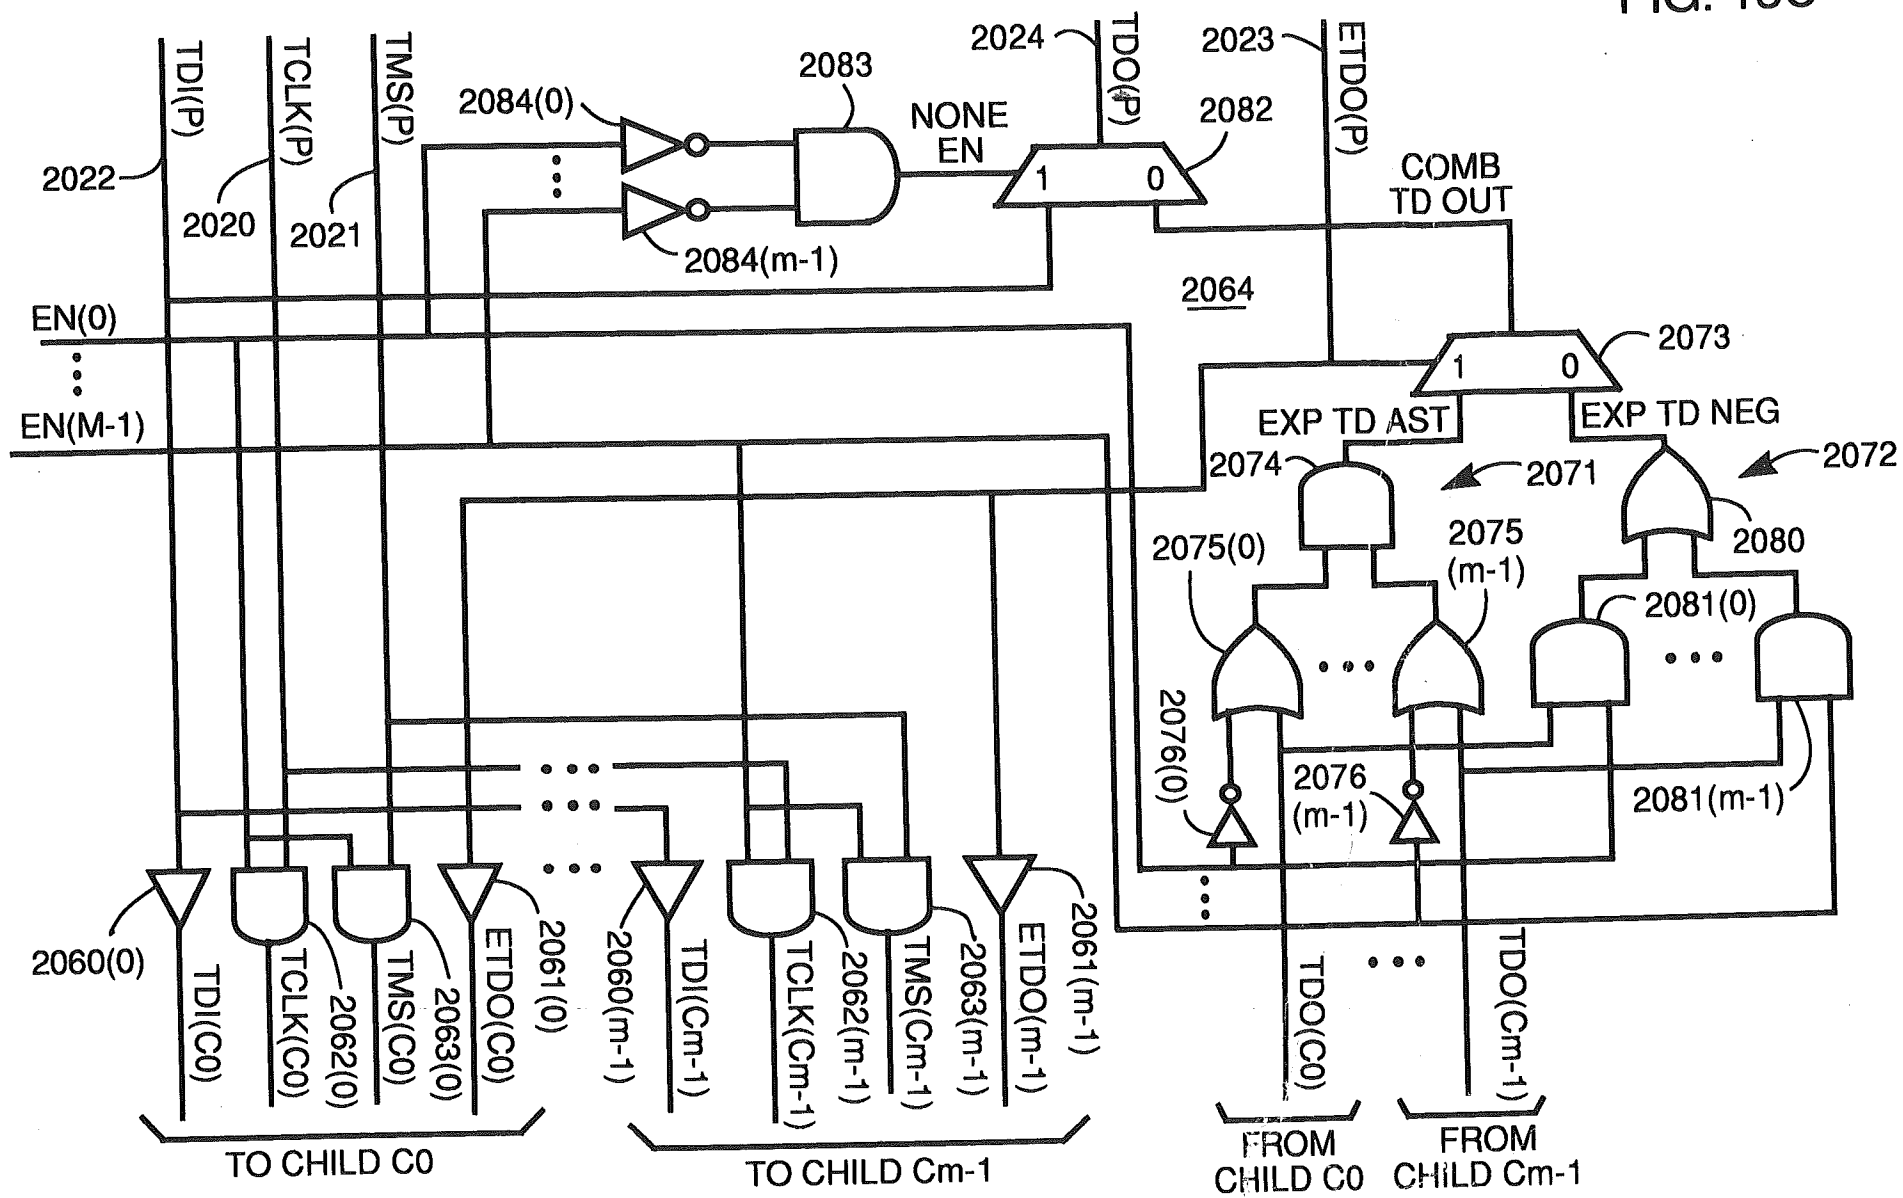 TDI(P)
TCLK(P)
TMS(P)
2024
TDO(P)
2023
ETDO(P)
2083
2084(0)
NONE
EN
2082
1
0
COMB
TD OUT
2022
2020
2021
2084(m-1)
2064
EN(0)
2073
1
0
EN(M-1)
EXP TD AST
EXP TD NEG
2074
2071
2072
2075(0)
2075
(m-1)
2080
2081(0)
2076(0)
2076
(m-1)
2081(m-1)
2060(0)
TDI(C0)
TCLK(C0)
2062(0)
TMS(C0)
2063(0)
ETDO(C0)
2061(0)
2060(m-1)
TDI(Cm-1)
TCLK(Cm-1)
2062(m-1)
TMS(Cm-1)
2063(m-1)
ETDO(m-1)
2061(m-1)
TDO(C0)
TDO(Cm-1)
TO CHILD C0
TO CHILD Cm-1
FROM
CHILD C0
FROM
CHILD Cm-1